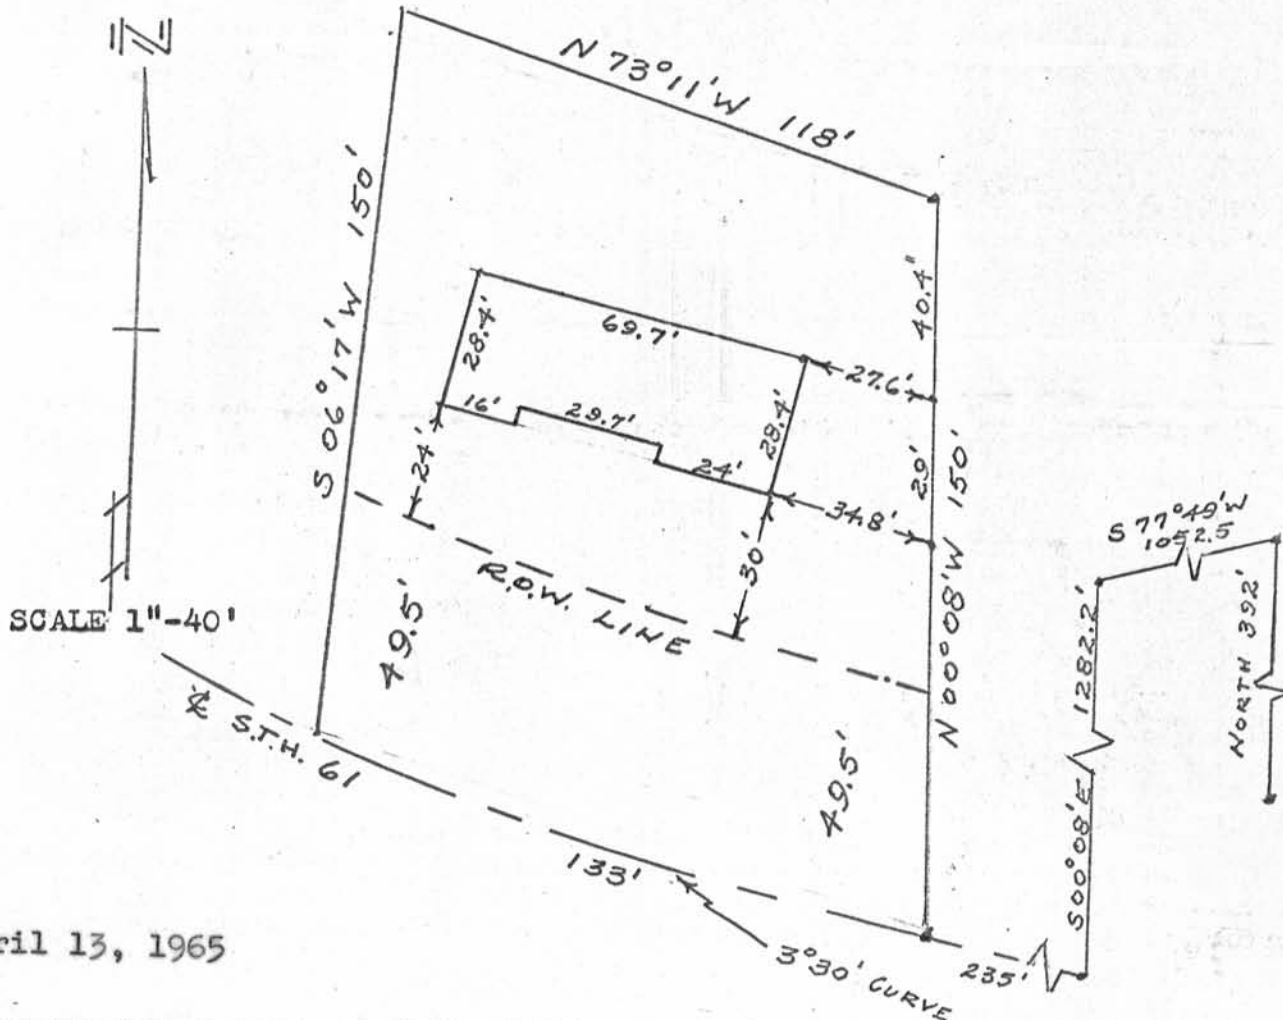 N
N 73°11'W 118'
S 06°17'W 150'
40.4"
69.7'
28.4'
27.6'
16'
29.7'
28.4'
24'
24'
29'
34.8'
N 00°08'W 150'
30'
R.O.W. LINE
49.5'
S 77°49'W
1052.5
1282.2'
NORTH 392'
SCALE 1"-40'
S.T.H. 61
49.5'
S00°08'E
133'
3°30' CURVE
235'
ril 13, 1965